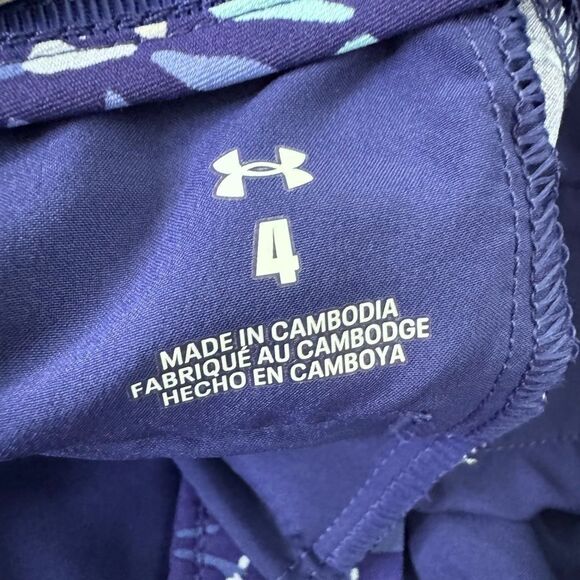 4
MADE IN CAMBODIA
FABRIQUÉ AU CAMBODGE
HECHO EN CAMBOYA